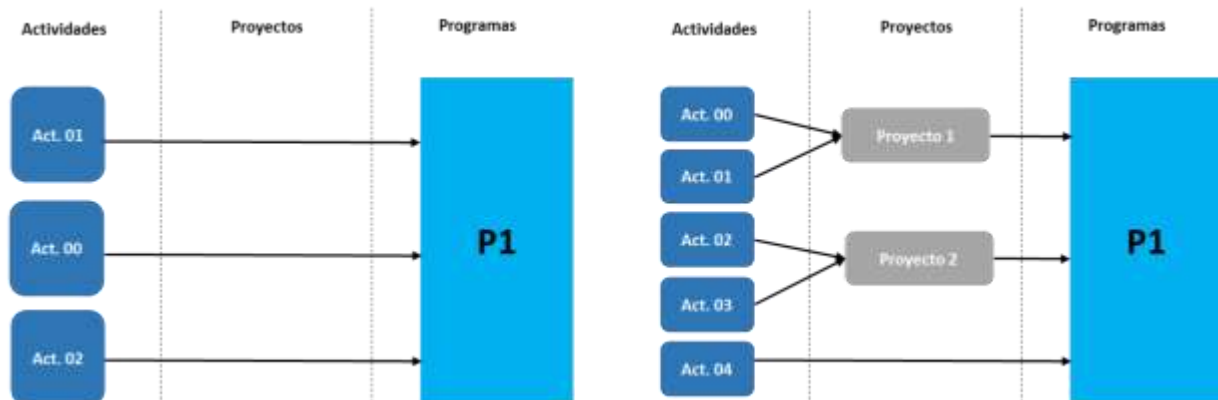 Actividades Proyectos Programas
Act. 01
Act. 00
Act. 02
P1
Actividades Proyectos Programas
Act. 00
Act. 01
Act. 02
Act. 03
Act. 04
Proyecto 1
Proyecto 2
P1